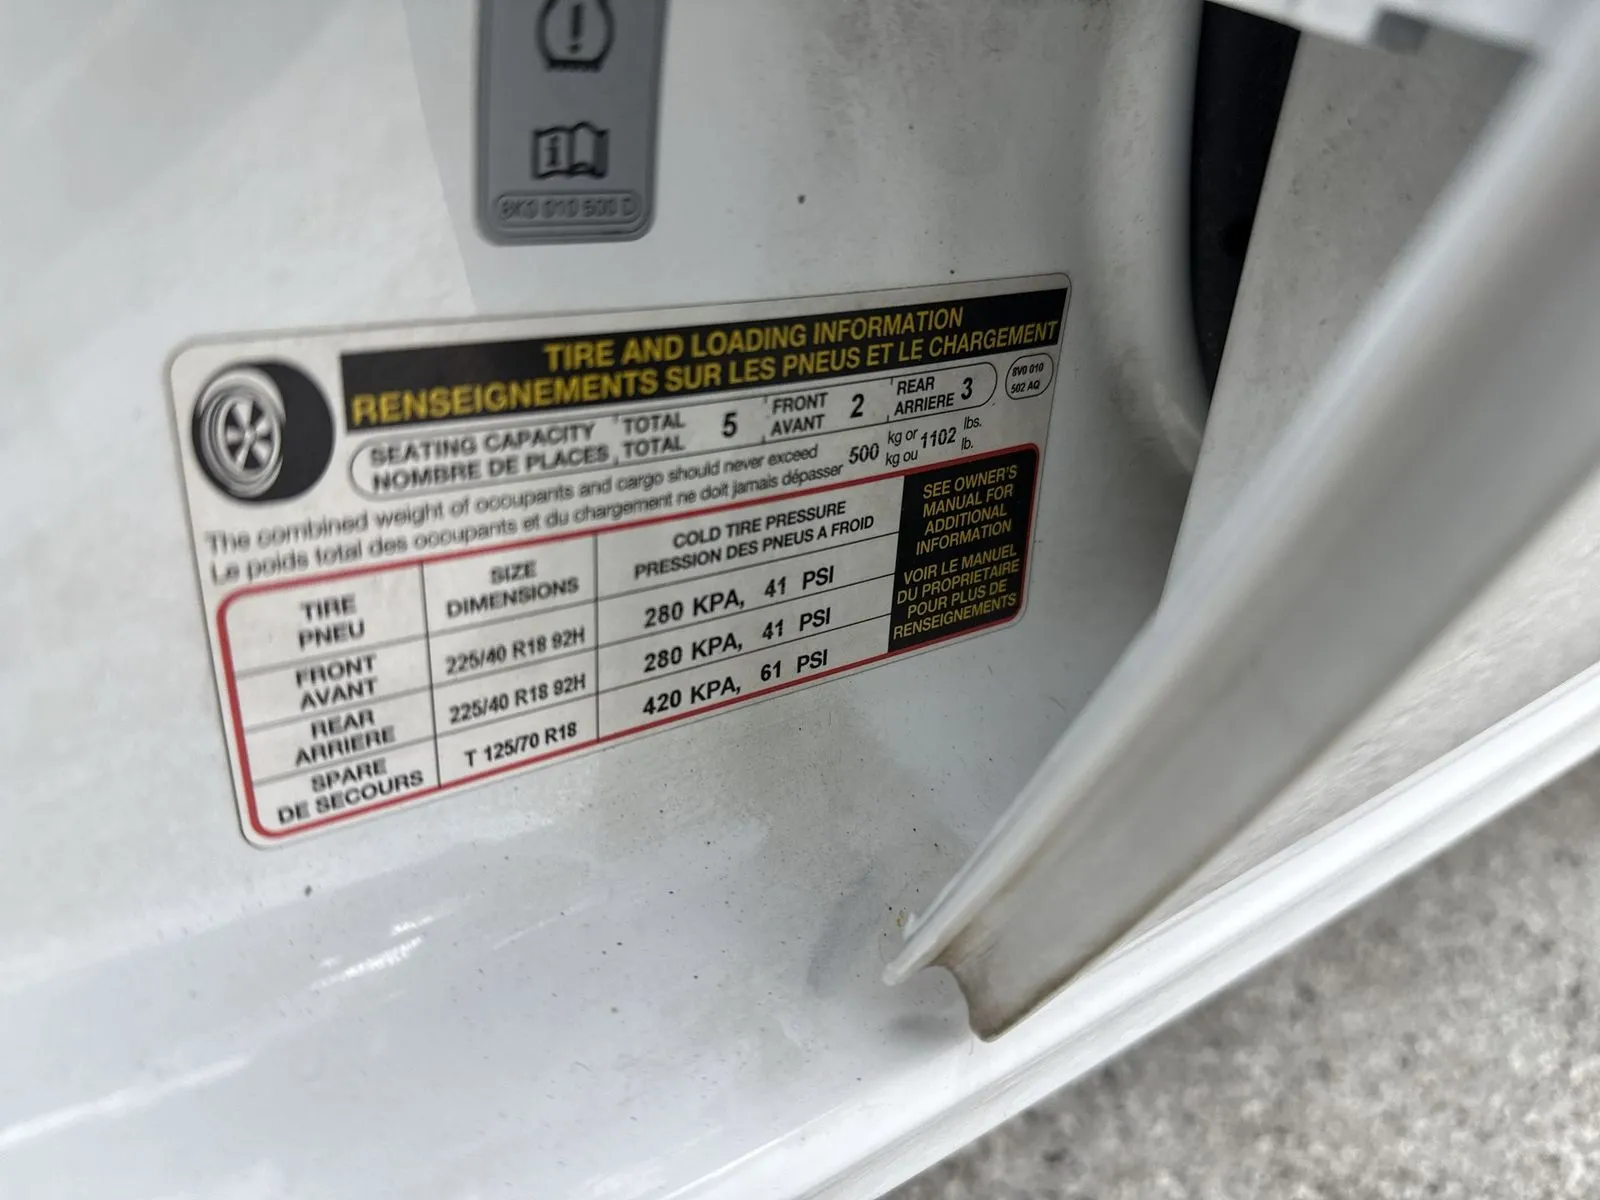 !
i
8K0 010 500 D
TIRE AND LOADING INFORMATION
RENSEIGNEMENTS SUR LES PNEUS ET LE CHARGEMENT
8V0 010
502 AQ
SEATING CAPACITY TOTAL 5 FRONT 2 REAR 3
NOMBRE DE PLACES TOTAL AVANT ARRIERE
The combined weight of occupants and cargo should never exceed 500 kg or 1102 lbs.
Le poids total des occupants et du chargement ne doit jamais dépasser kg ou lb.
TIRE SIZE COLD TIRE PRESSURE
PNEU DIMENSIONS PRESSION DES PNEUS A FROID
FRONT 225/40 R18 92H 280 KPA, 41 PSI
AVANT
REAR 225/40 R18 92H 280 KPA, 41 PSI
ARRIERE
SPARE T 125/70 R18 420 KPA, 61 PSI
DE SECOURS
SEE OWNER'S
MANUAL FOR
ADDITIONAL
INFORMATION
VOIR LE MANUEL
DU PROPRIETAIRE
POUR PLUS DE
RENSEIGNEMENTS